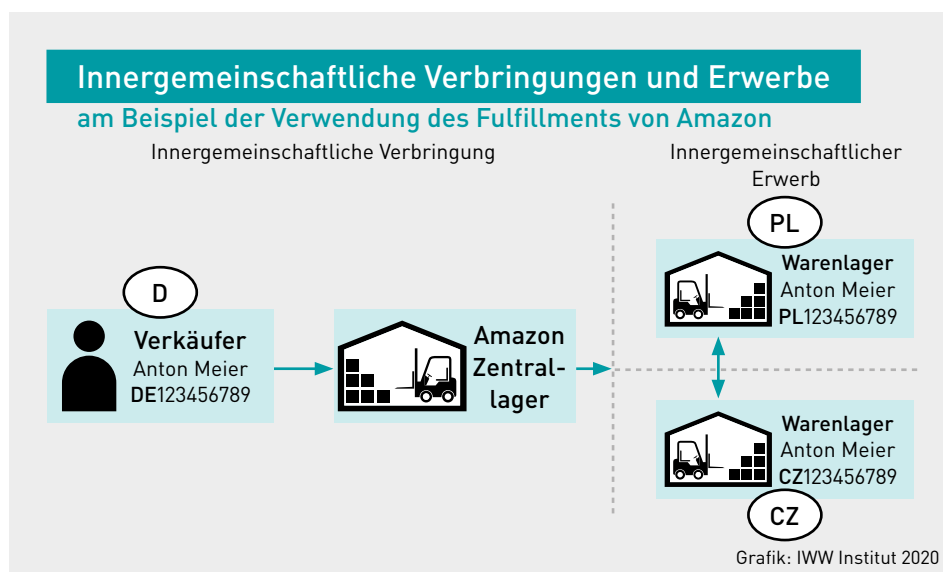 Innergemeinschaftliche Verbringungen und Erwerbe
am Beispiel der Verwendung des Fulfillments von Amazon
Innergemeinschaftliche Verbringung
Innergemeinschaftlicher
Erwerb
D
Verkäufer
Anton Meier
DE123456789
Amazon
Zentral-
lager
PL
Warenlager
Anton Meier
PL123456789
Warenlager
Anton Meier
CZ123456789
CZ
Grafik: IWW Institut 2020